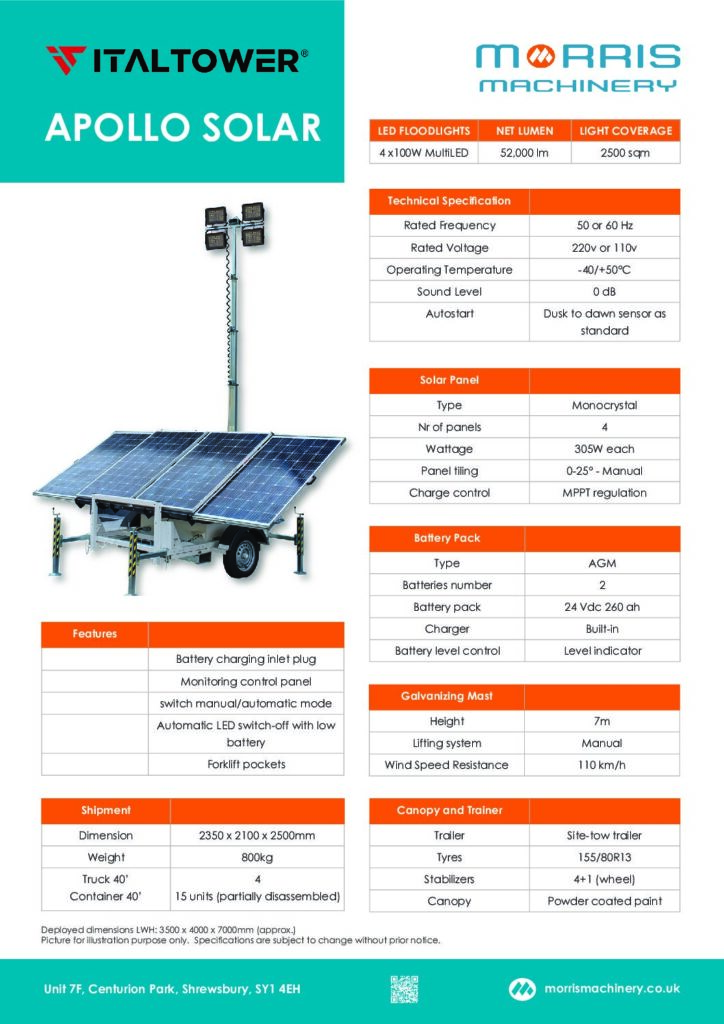 ITALTOWER®
APOLLO SOLAR
MORRIS
MACHINERY
LED FLOODLIGHTS NET LUMEN LIGHT COVERAGE
4 x100W MultiLED 52,000 lm 2500 sqm
Technical Specification
Rated Frequency 50 or 60 Hz
Rated Voltage 220v or 110v
Operating Temperature -40/+50°C
Sound Level 0 dB
Autostart Dusk to dawn sensor as
standard
Solar Panel
Type Monocrystal
Nr of panels 4
Wattage 305W each
Panel tiling 0-25° - Manual
Charge control MPPT regulation
Battery Pack
Type AGM
Batteries number 2
Battery pack 24 Vdc 260 ah
Charger Built-in
Battery level control Level indicator
Features
Battery charging inlet plug
Monitoring control panel
switch manual/automatic mode
Automatic LED switch-off with low
battery
Forklift pockets
Galvanizing Mast
Height 7m
Lifting system Manual
Wind Speed Resistance 110 km/h
Shipment
Dimension 2350 x 2100 x 2500mm
Weight 800kg
Truck 40' 4
Container 40' 15 units (partially disassembled)
Canopy and Trainer
Trailer Site-tow trailer
Tyres 155/80R13
Stabilizers 4+1 (wheel)
Canopy Powder coated paint
Deployed dimensions LWH: 3500 x 4000 x 7000mm (approx.)
Picture for illustration purpose only. Specifications are subject to change without prior notice.
Unit 7F, Centurion Park, Shrewsbury, SY1 4EH
morrismachinery.co.uk